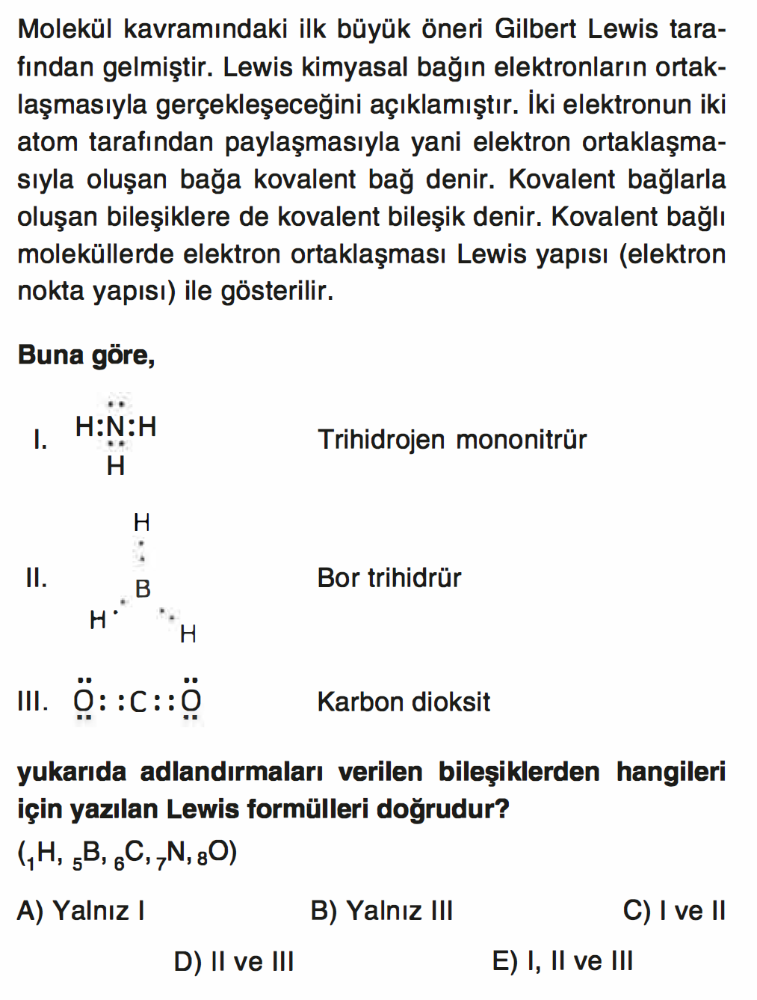 Molekül kavramındaki ilk büyük öneri Gilbert Lewis tara-
fından gelmiştir. Lewis kimyasal bağın elektronların ortak-
laşmasıyla gerçekleşeceğini açıklamıştır. İki elektronun iki
atom tarafından paylaşmasıyla yani elektron ortaklaşma-
sıyla oluşan bağa kovalent bağ denir. Kovalent bağlarla
oluşan bileşiklere de kovalent bileşik denir. Kovalent bağlı
moleküllerde elektron ortaklaşması Lewis yapısı (elektron
nokta yapısı) ile gösterilir.
Buna göre,
I. H:N:H Trihidrojen mononitrür
H
H
II. B Bor trihidrür
H H
III. O: :C: :O Karbon dioksit
yukarıda adlandırmaları verilen bileşiklerden hangileri
için yazılan Lewis formülleri doğrudur?
(₁H, ₅B, ₆C, ₇N, ₈O)
A) Yalnız I B) Yalnız III C) I ve II
D) II ve III E) I, II ve III